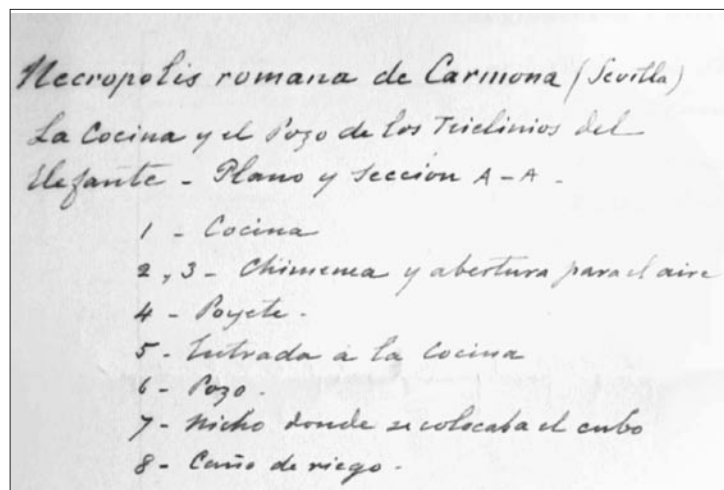 Necropolis romana de Carmona (Sevilla)
La Cocina y el Pozo de los Triclinios del
Elefante - Plano y Sección A-A.
1 - Cocina
2, 3 - Chimenea y abertura para el aire
4 - Poyete.
5 - Entrada a la Cocina
6 - Pozo.
7 - Nicho donde se colocaba el cubo
8 - Caño de riego.